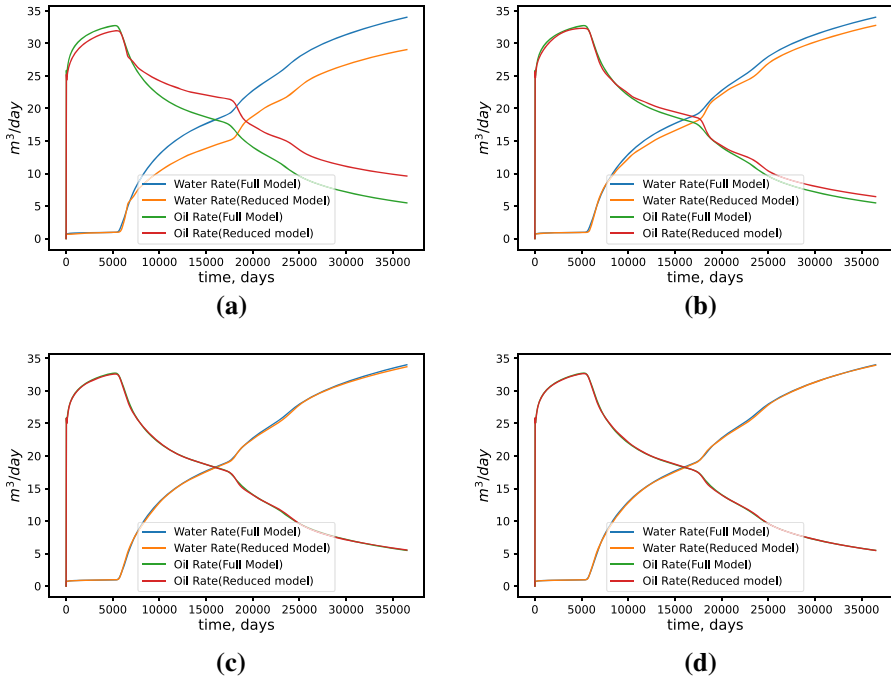 35
30
25
20
15
10
5
0
m³/day
Water Rate(Full Model)
Water Rate(Reduced Model)
Oil Rate(Full Model)
Oil Rate(Reduced model)
0 5000 10000 15000 20000 25000 30000 35000
time, days
(a)
35
30
25
20
15
10
5
0
m³/day
Water Rate(Full Model)
Water Rate(Reduced Model)
Oil Rate(Full Model)
Oil Rate(Reduced model)
0 5000 10000 15000 20000 25000 30000 35000
time, days
(b)
35
30
25
20
15
10
5
0
m³/day
Water Rate(Full Model)
Water Rate(Reduced Model)
Oil Rate(Full Model)
Oil Rate(Reduced model)
0 5000 10000 15000 20000 25000 30000 35000
time, days
(c)
35
30
25
20
15
10
5
0
m³/day
Water Rate(Full Model)
Water Rate(Reduced Model)
Oil Rate(Full Model)
Oil Rate(Reduced model)
0 5000 10000 15000 20000 25000 30000 35000
time, days
(d)